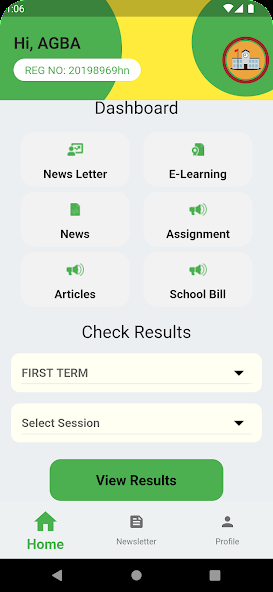 1:06
Hi, AGBA
REG NO: 20198969hn
Dashboard
News Letter
E-Learning
News
Assignment
Articles
School Bill
Check Results
FIRST TERM
Select Session
View Results
Home
Newsletter
Profile